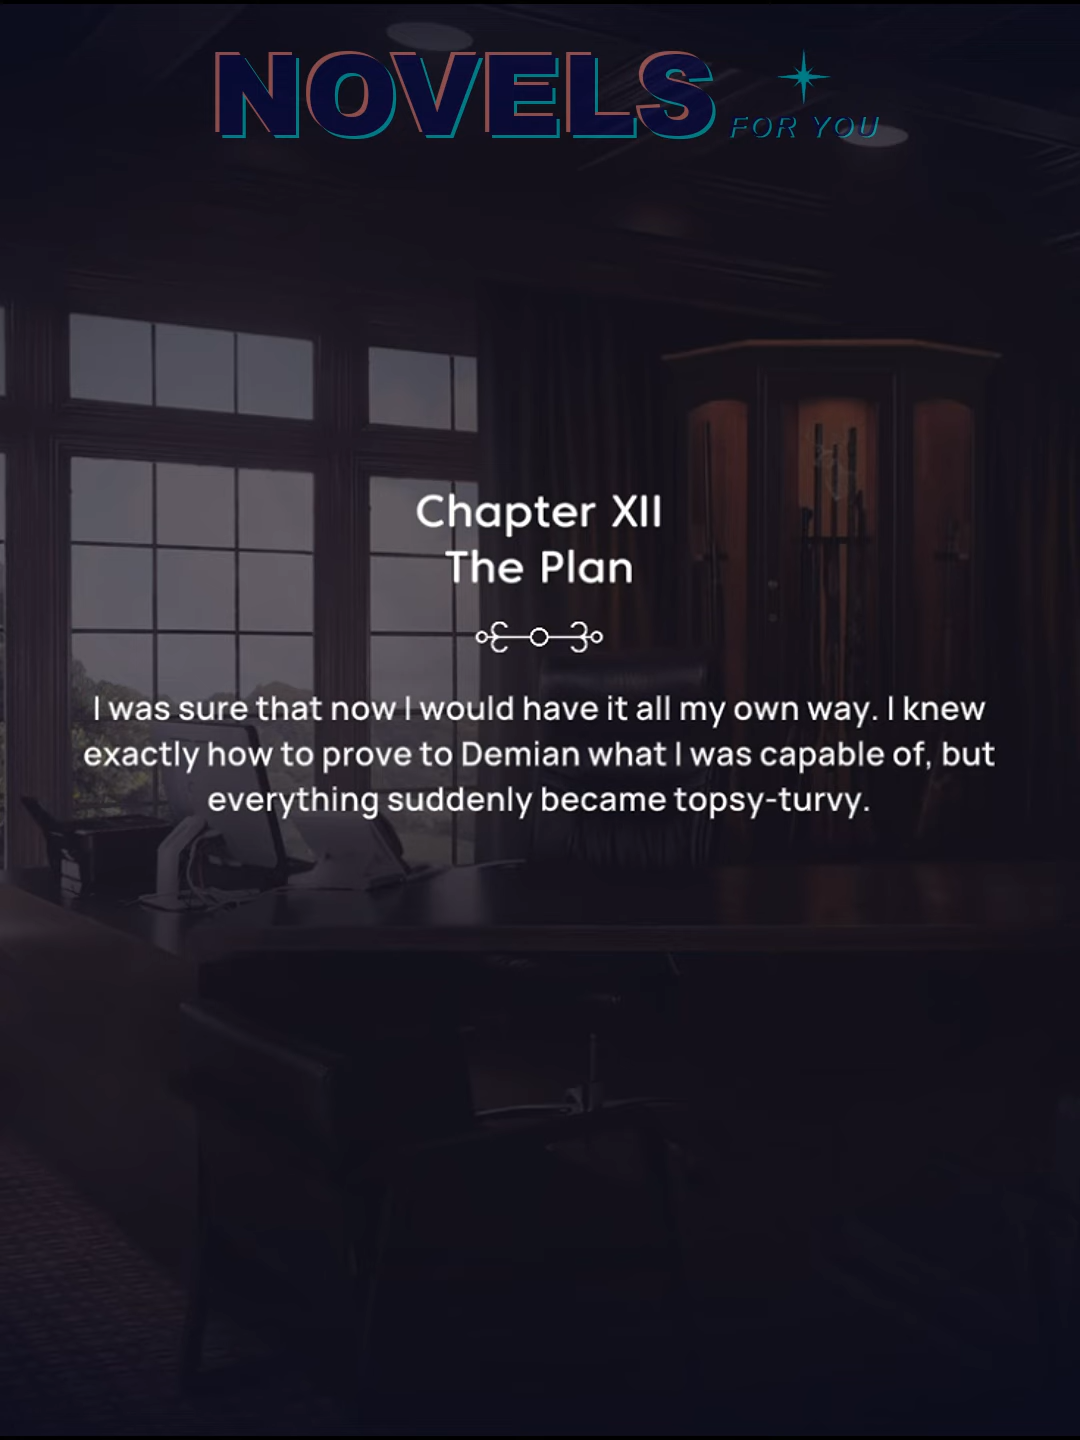 NOVELS
FOR YOU
Chapter XII
The Plan
I was sure that now I would have it all my own way. I knew
exactly how to prove to Demian what I was capable of, but
everything suddenly became topsy-turvy.